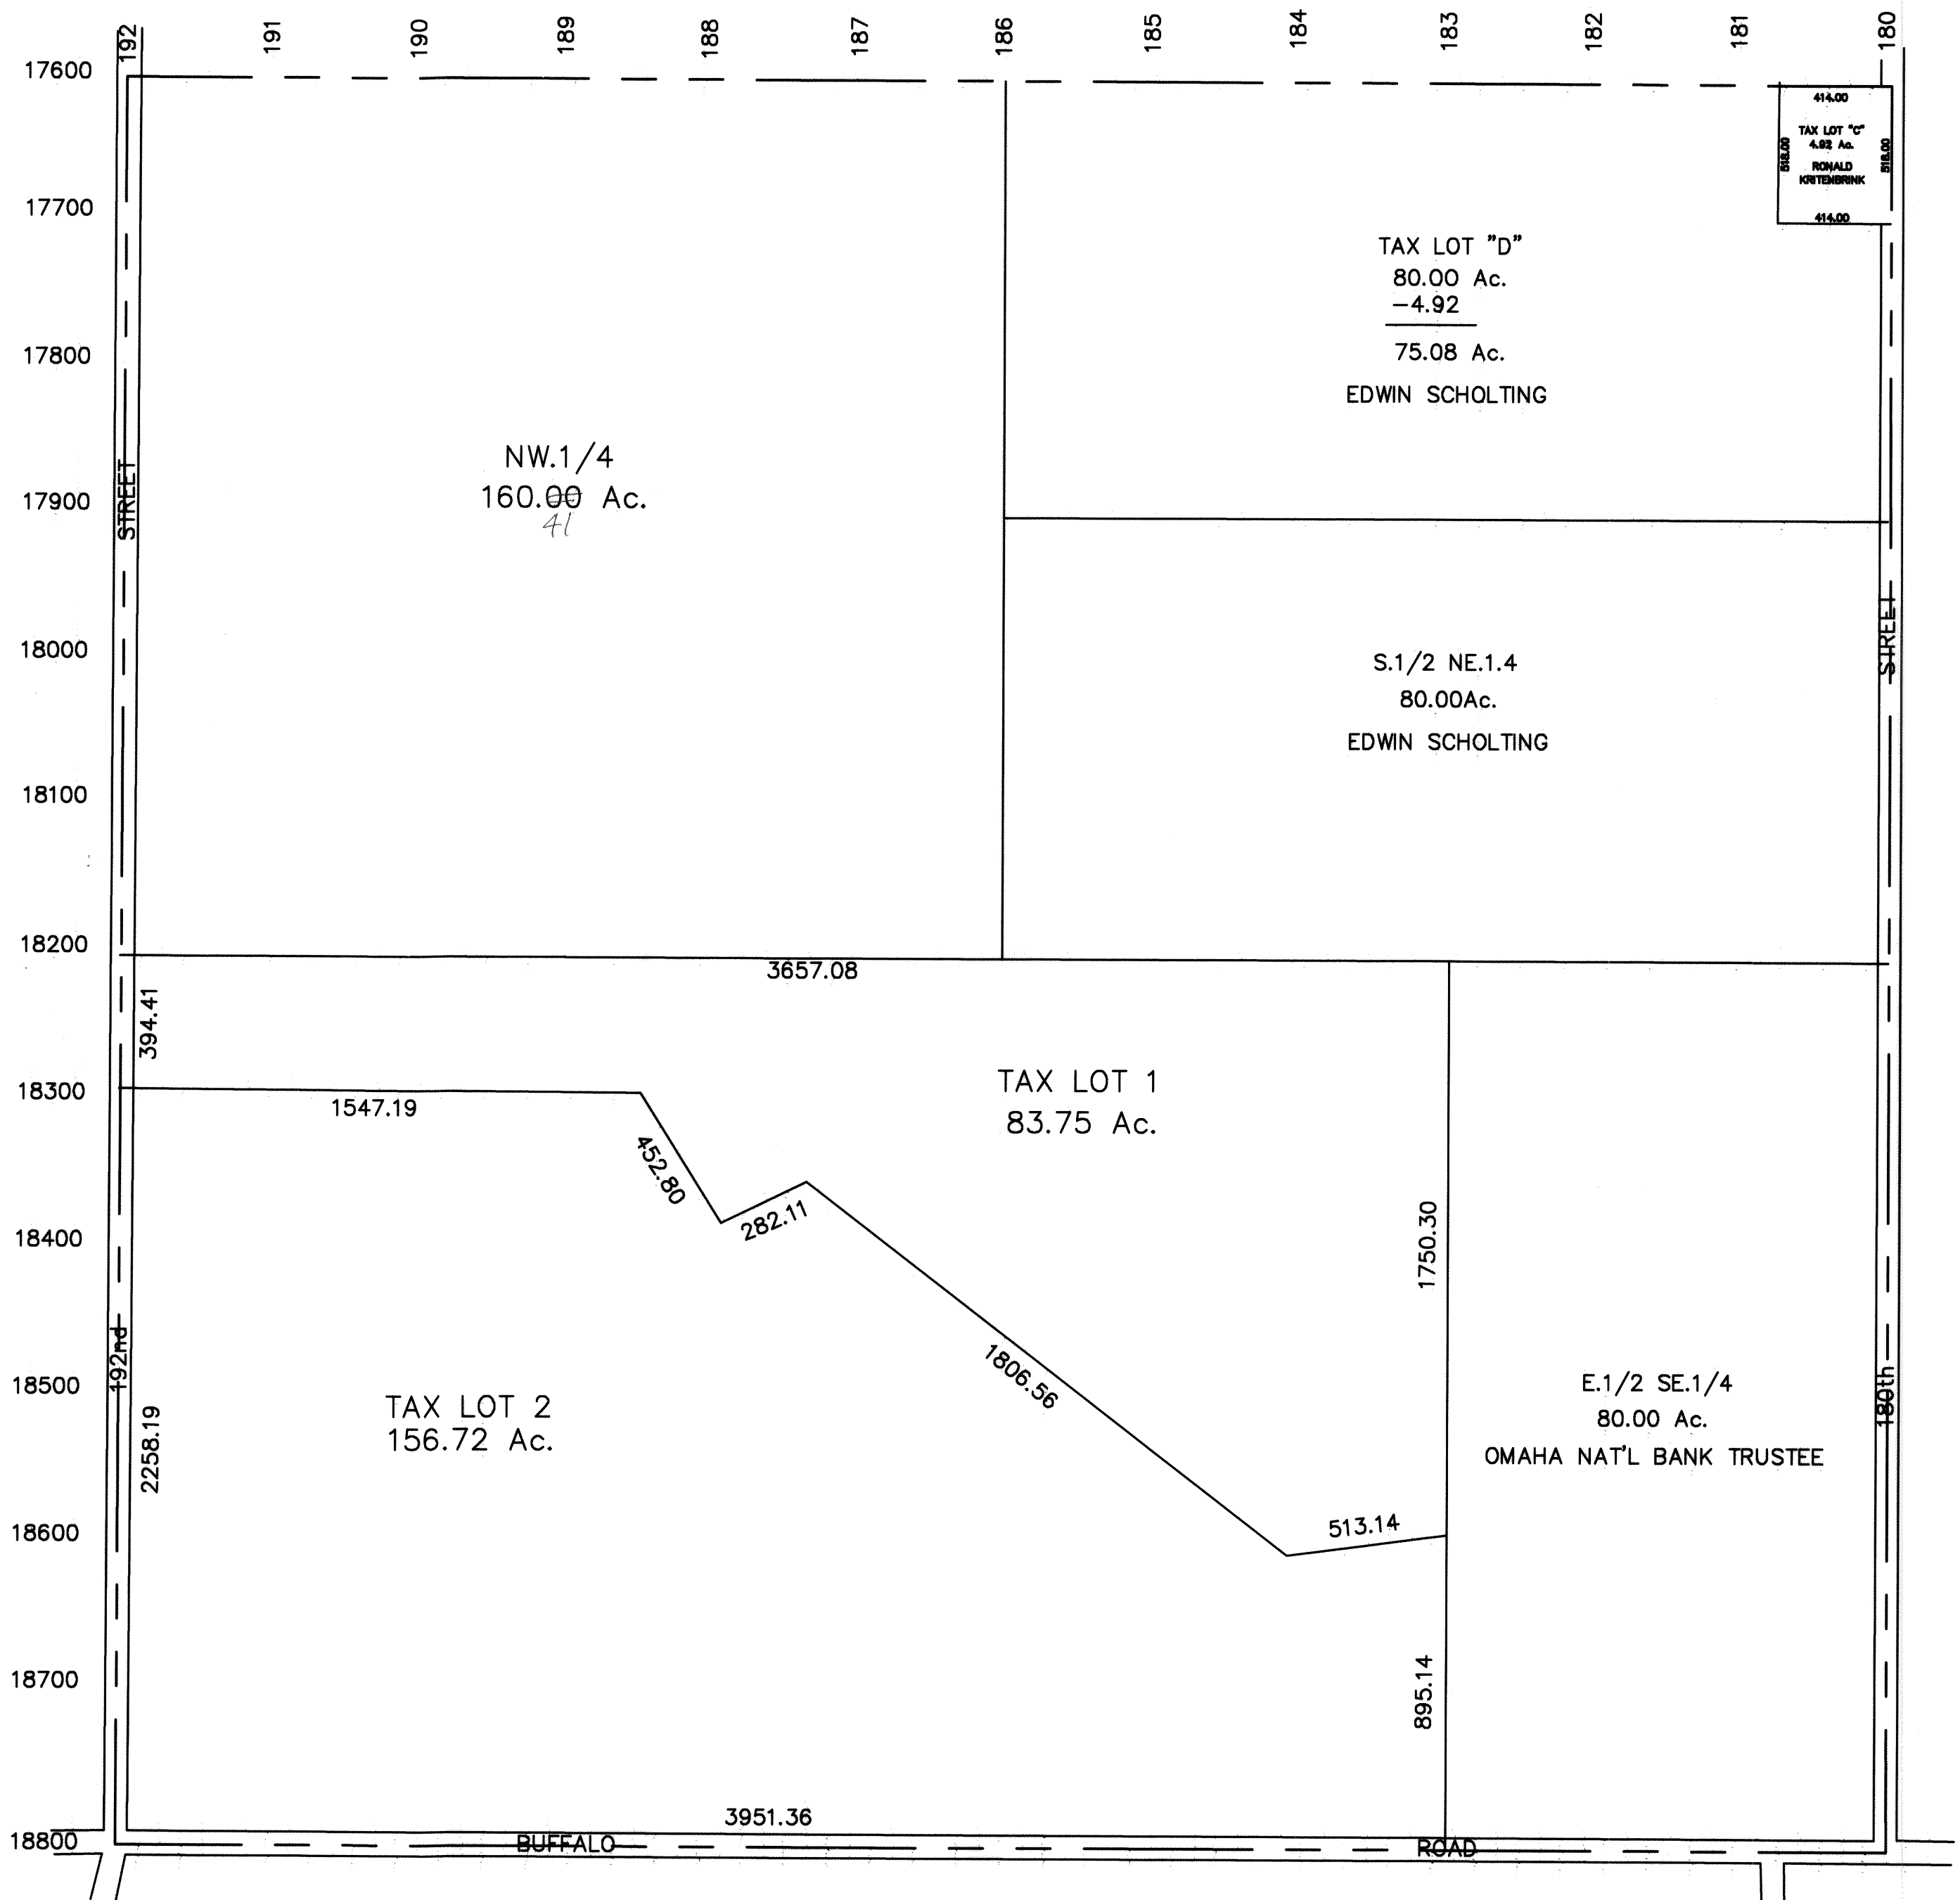 192
191
190
189
188
187
186
185
184
183
182
181
180
17600
17700
17800
17900
18000
18100
18200
18300
18400
18500
18600
18700
18800
414.00
TAX LOT "C"
4.92 Ac.
RONALD
KRITENBRINK
518.00
518.00
414.00
TAX LOT "D"
80.00 Ac.
-4.92
75.08 Ac.
EDWIN SCHOLTING
NW.1/4
160.00 Ac.
41
STREET
STREET
S.1/2 NE.1.4
80.00Ac.
EDWIN SCHOLTING
3657.08
394.41
1547.19
TAX LOT 1
83.75 Ac.
452.80
282.11
1806.56
1750.30
513.14
192nd
2258.19
TAX LOT 2
156.72 Ac.
E.1/2 SE.1/4
80.00 Ac.
OMAHA NAT'L BANK TRUSTEE
180th
895.14
3951.36
BUFFALO
ROAD